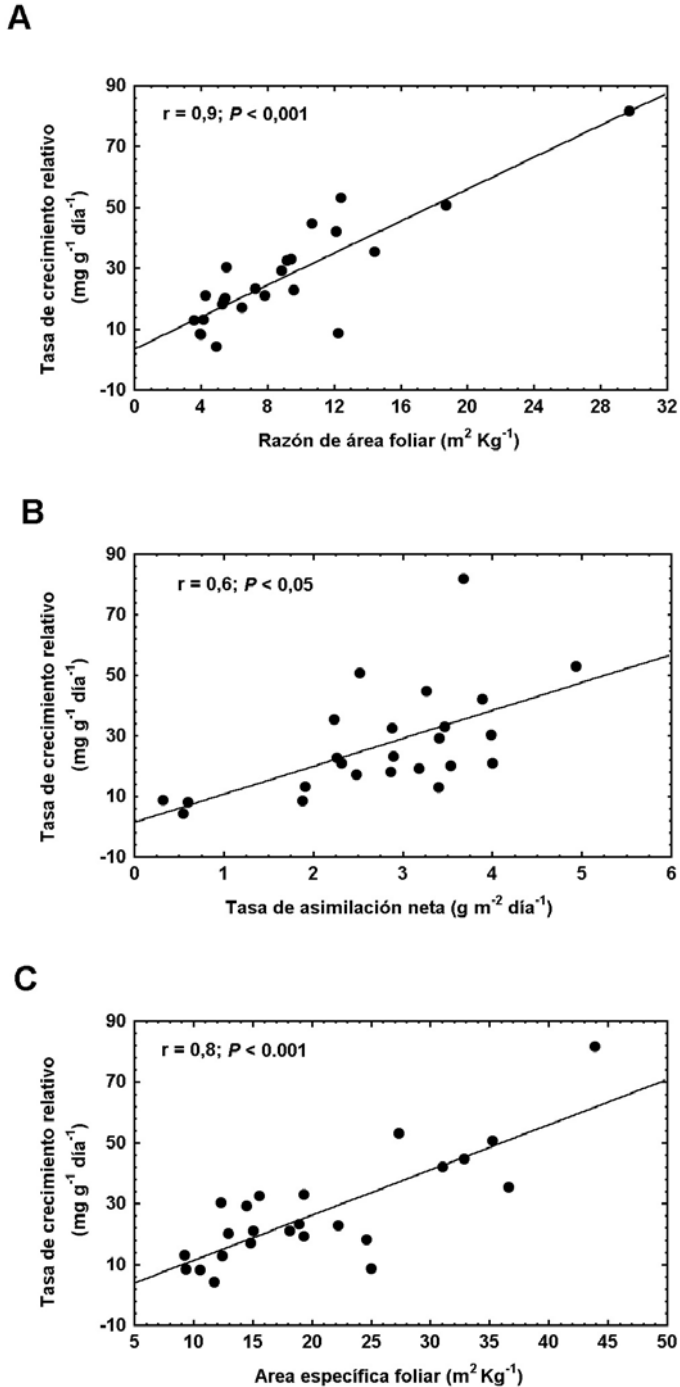 A
90
r = 0,9; P < 0,001
70
50
30
10
-10
Tasa de crecimiento relativo
(mg g⁻¹ día⁻¹)
0 4 8 12 16 20 24 28 32
Razón de área foliar (m² Kg⁻¹)
B
90
r = 0,6; P < 0,05
70
50
30
10
-10
Tasa de crecimiento relativo
(mg g⁻¹ día⁻¹)
0 1 2 3 4 5 6
Tasa de asimilación neta (g m⁻² día⁻¹)
C
90
r = 0,8; P < 0.001
70
50
30
10
-10
Tasa de crecimiento relativo
(mg g⁻¹ día⁻¹)
5 10 15 20 25 30 35 40 45 50
Area específica foliar (m² Kg⁻¹)